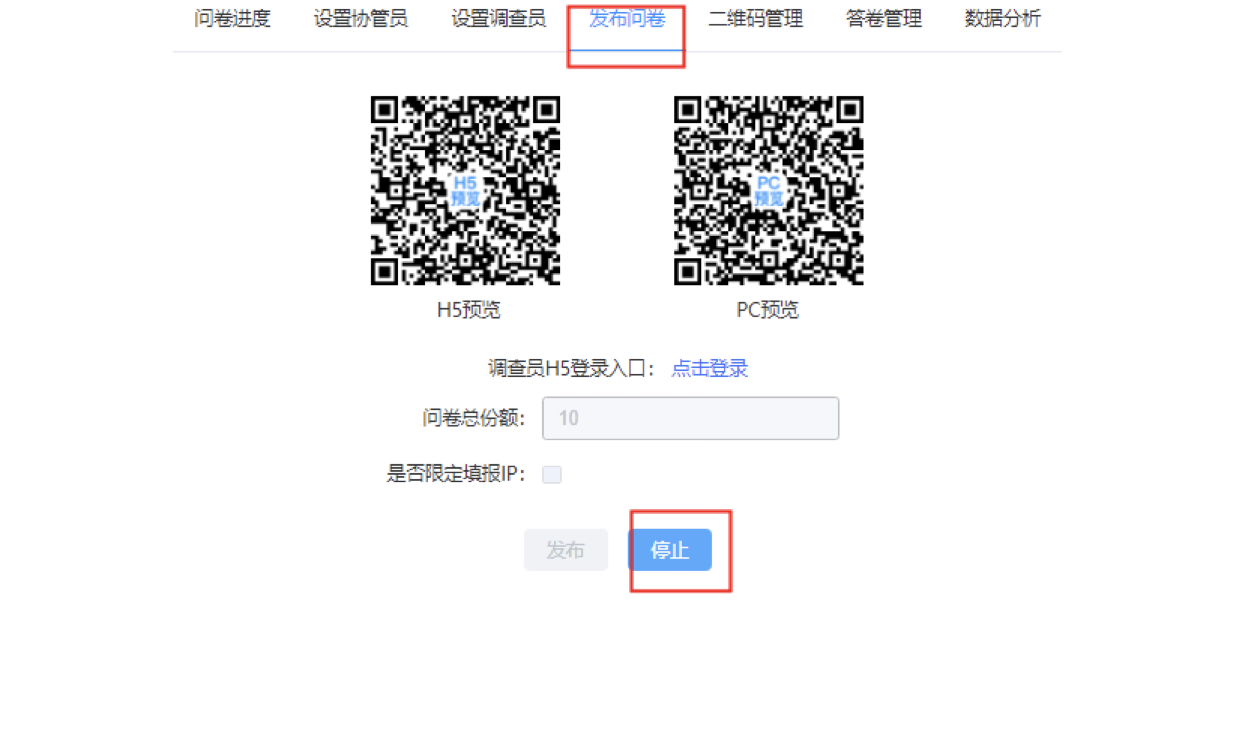 问卷进度 设置协管员 设置调查员 发布问卷 二维码管理 答卷管理 数据分析
H5
预览
PC
预览
H5预览 PC预览
调查员H5登录入口： 点击登录
问卷总份额： 10
是否限定填报IP：
发布 停止